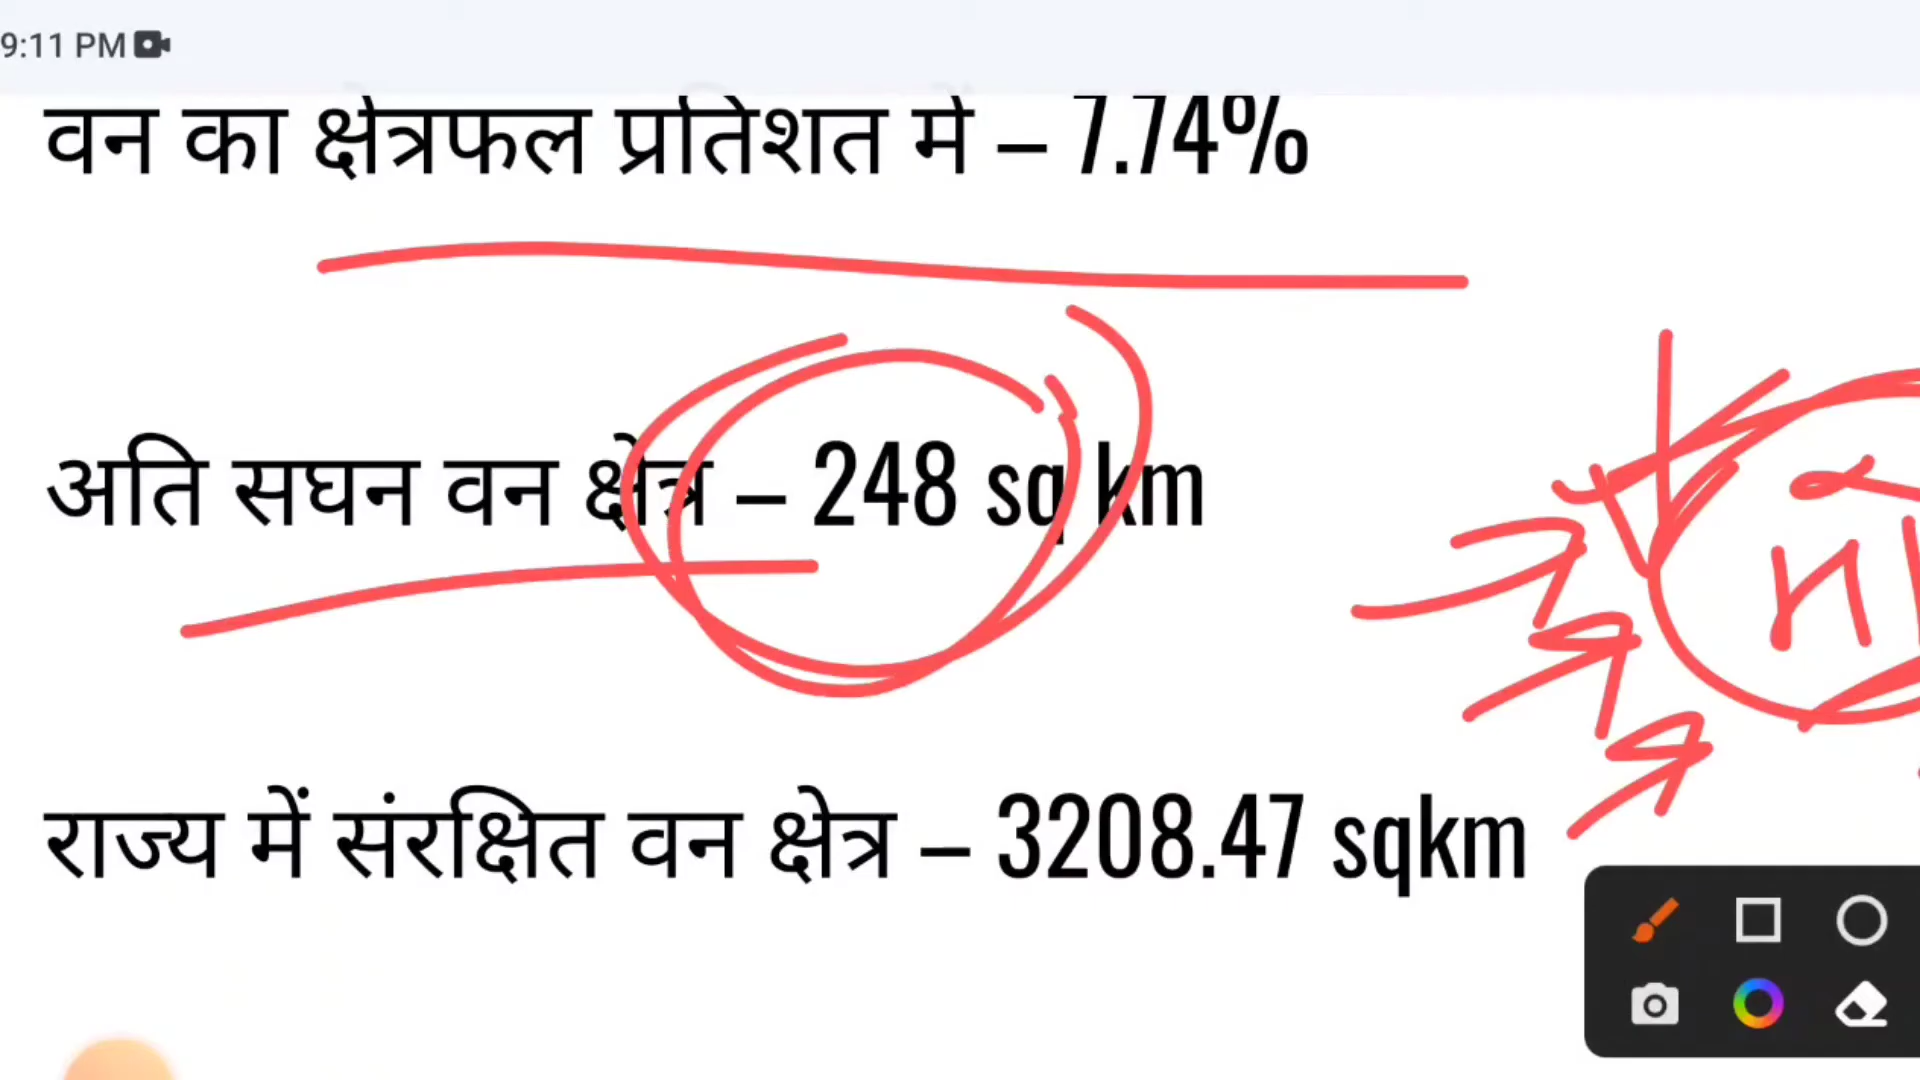 9:11 PM
वन का क्षेत्रफल प्रतिशत में – 7.74%
अति सघन वन क्षेत्र – 248 sq km
राज्य में संरक्षित वन क्षेत्र – 3208.47 sqkm